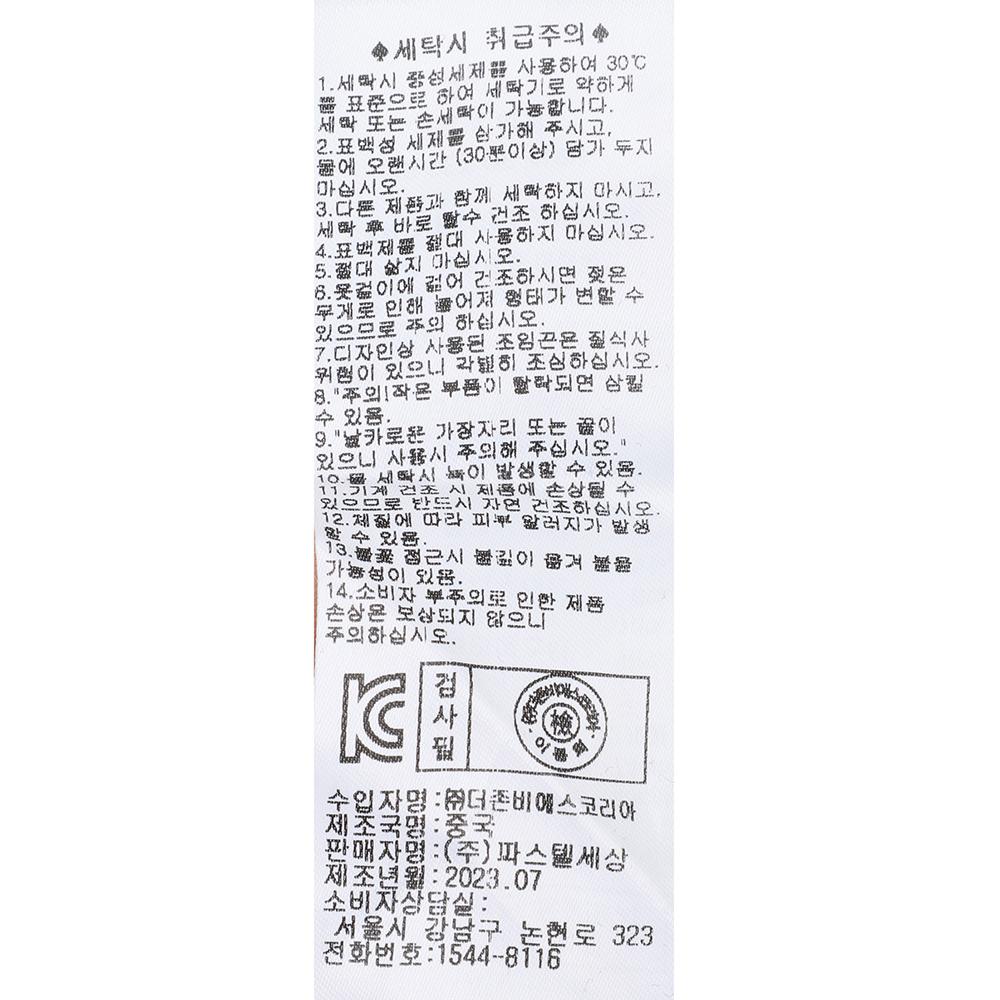 ♠세탁시 취급주의♠
1.세탁시 중성세제를 사용하여 30℃
를 표준으로 하여 세탁기로 약하게
세탁 또는 손세탁이 가능합니다.
2.표백성 세제를 삼가해 주시고,
물에 오랜시간 (30분이상) 담가 두지
마십시오.
3.다른 제품과 함께 세탁하지 마시고,
세탁 후 바로 탈수 건조 하십시오.
4.표백제를 절대 사용하지 마십시오.
5.절대 삶지 마십시오.
6.옷걸이에 걸어 건조하시면 젖은
무게로 인해 늘어져 형태가 변할 수
있으므로 주의 하십시오.
7.디자인상 사용된 조임끈은 질식사
위험이 있으니 각별히 조심하십시오.
8."주의!작은 부품이 탈락되면 삼킬
수 있음.
9."날카로운 가장자리 또는 끝이
있으니 사용시 주의해 주십시오."
10.물 세탁시 녹이 발생할 수 있음.
11.기계 건조 시 제품에 손상될 수
있으므로 반드시 자연 건조하십시오.
12.재질에 따라 피부 알러지가 발생
할 수 있음.
13.불꽃 접근시 불길이 옮겨 붙을
가능성이 있음.
14.소비자 부주의로 인한 제품
손상은 보상되지 않으니
주의하십시오.
KC
검사필
檢
수입자명:㈜더존비에스코리아
제조국명:중국
판매자명:(주)파스텔세상
제조년월:2023.07
소비자상담실:
서울시 강남구 논현로 323
전화번호:1544-8116